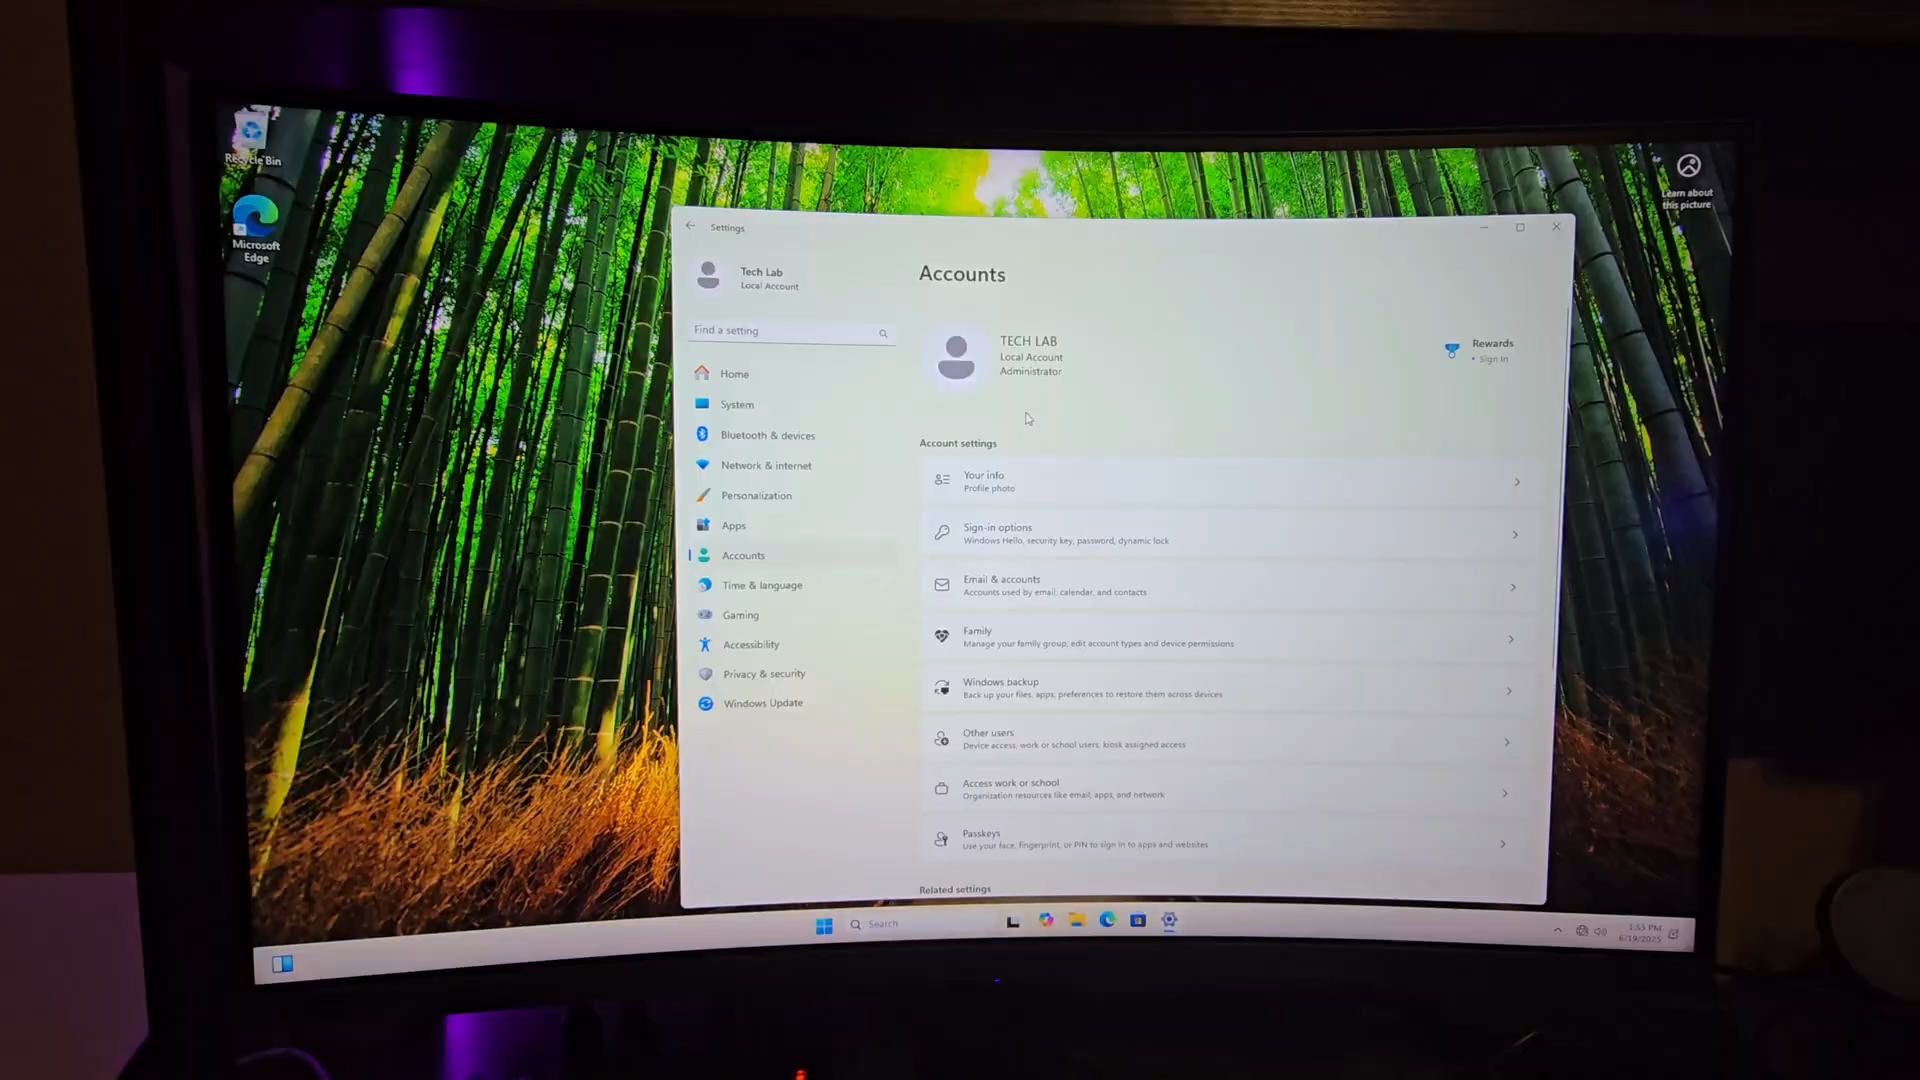 Recycle Bin
Microsoft
Edge
Learn about
this picture
Settings
Tech Lab
Local Account
Find a setting
Home
System
Bluetooth & devices
Network & internet
Personalization
Apps
Accounts
Time & language
Gaming
Accessibility
Privacy & security
Windows Update
Accounts
TECH LAB
Local Account
Administrator
Rewards
• Sign In
Account settings
Your info
Profile photo
Sign-in options
Windows Hello, security key, password, dynamic lock
Email & accounts
Accounts used by email, calendar, and contacts
Family
Manage your family group, edit account types and device permissions
Windows backup
Back up your files, apps, preferences to restore them across devices
Other users
Device access, work or school users, kiosk assigned access
Access work or school
Organization resources like email, apps, and network
Passkeys
Use your face, fingerprint, or PIN to sign in to apps and websites
Related settings
Search
1:55 PM
6/19/2025